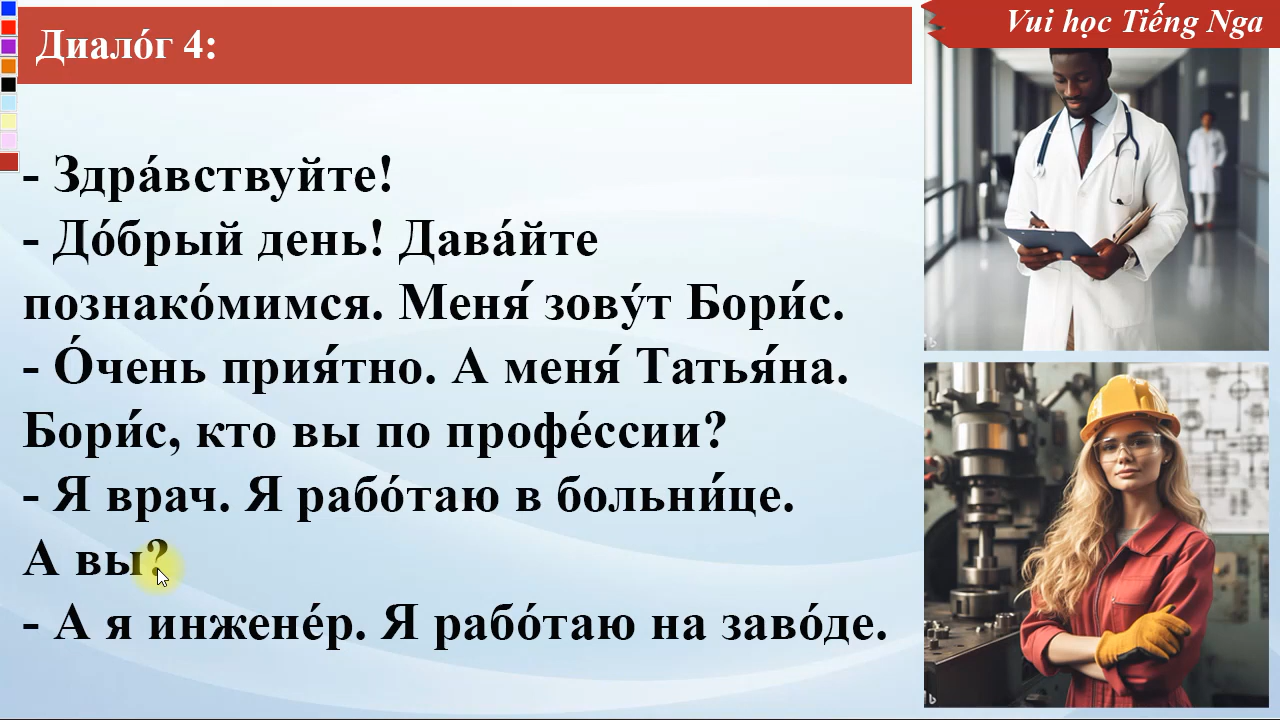 Диало́г 4:
Vui học Tiếng Nga
- Здра́вствуйте!
- До́брый день! Дава́йте
познако́мимся. Меня́ зову́т Бори́с.
- О́чень прия́тно. А меня́ Татья́на.
Бори́с, кто вы по профе́ссии?
- Я врач. Я рабо́таю в больни́це.
А вы?
- А я инжене́р. Я рабо́таю на заво́де.